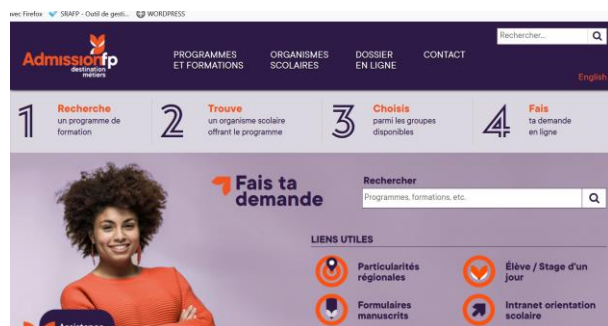 avec Firefox SRAFP - Outil de gesti... WORDPRESS
Rechercher...
Admissionfp
destination
métiers
PROGRAMMES
ET FORMATIONS
ORGANISMES
SCOLAIRES
DOSSIER
EN LIGNE
CONTACT
English
1 Recherche
un programme de
formation
2 Trouve
un organisme scolaire
offrant le programme
3 Choisis
parmi les groupes
disponibles
4 Fais
ta demande
en ligne
Fais ta
demande
Rechercher
Programmes, formations, etc.
LIENS UTILES
Particularités
régionales
Élève / Stage d'un
jour
Formulaires
manuscrits
Intranet orientation
scolaire